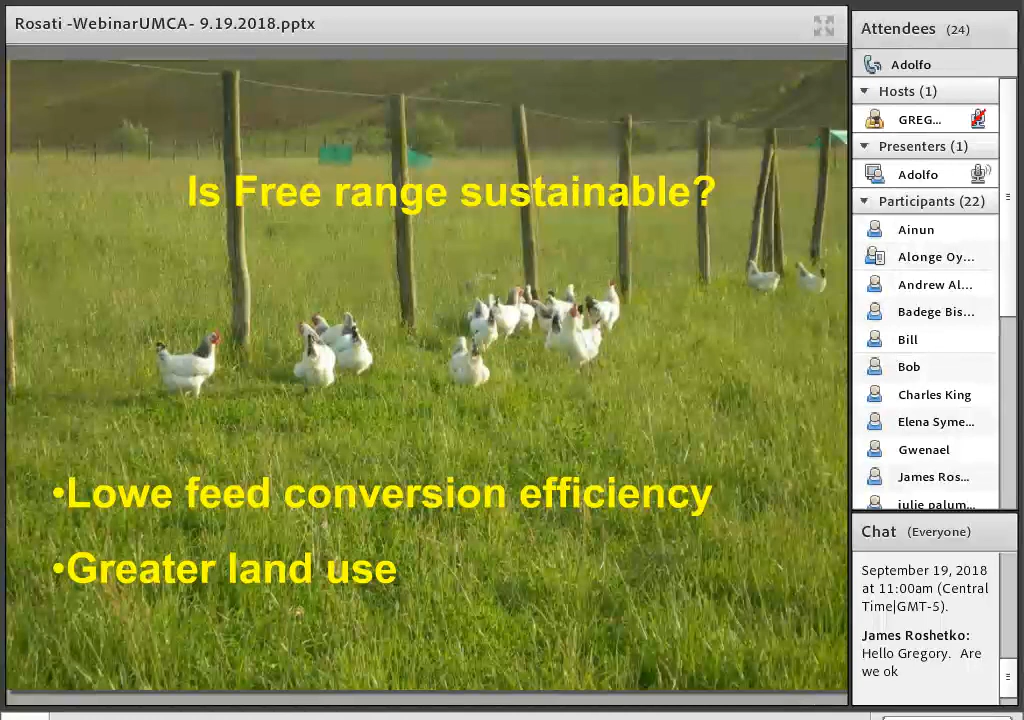 Rosati -WebinarUMCA- 9.19.2018.pptx
Is Free range sustainable?
•Lowe feed conversion efficiency
•Greater land use
Attendees (24)
Adolfo
Hosts (1)
GREG...
Presenters (1)
Adolfo
Participants (22)
Ainun
Alonge Oy...
Andrew Al...
Badege Bis...
Bill
Bob
Charles King
Elena Syme...
Gwenael
James Ros...
julie palum...
Chat (Everyone)
September 19, 2018
at 11:00am (Central
Time|GMT-5).
James Roshetko:
Hello Gregory. Are
we ok